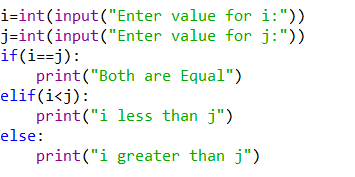 i=int(input("Enter value for i:"))
j=int(input("Enter value for j:"))
if(i==j):
    print("Both are Equal")
elif(i<j):
    print("i less than j")
else:
    print("i greater than j")